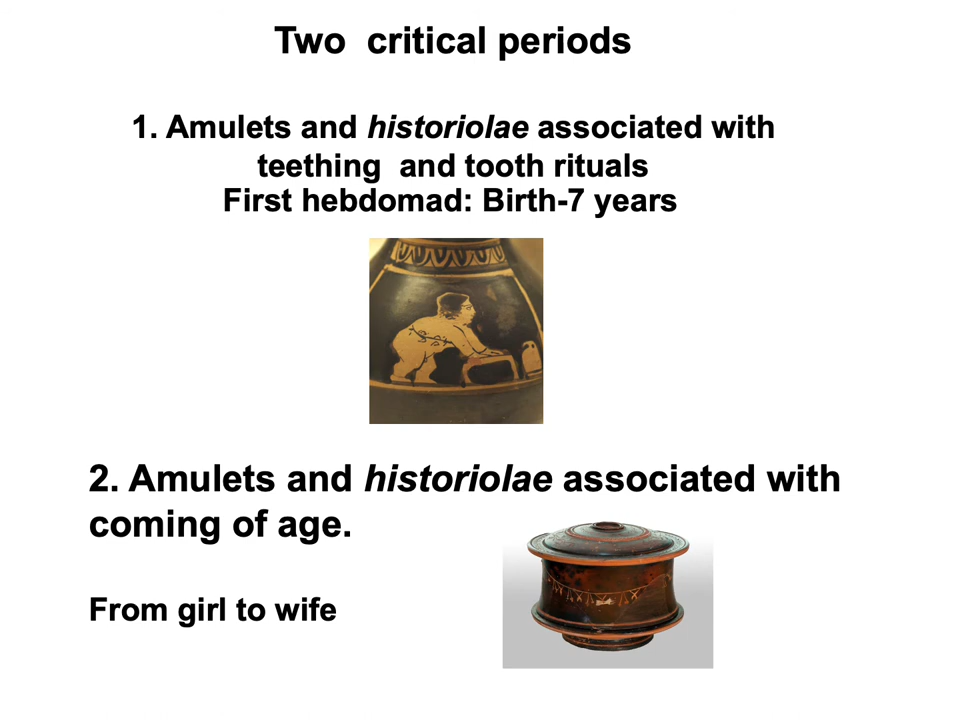 Two critical periods
1. Amulets and historiolae associated with
teething and tooth rituals
First hebdomad: Birth-7 years
2. Amulets and historiolae associated with
coming of age.
From girl to wife